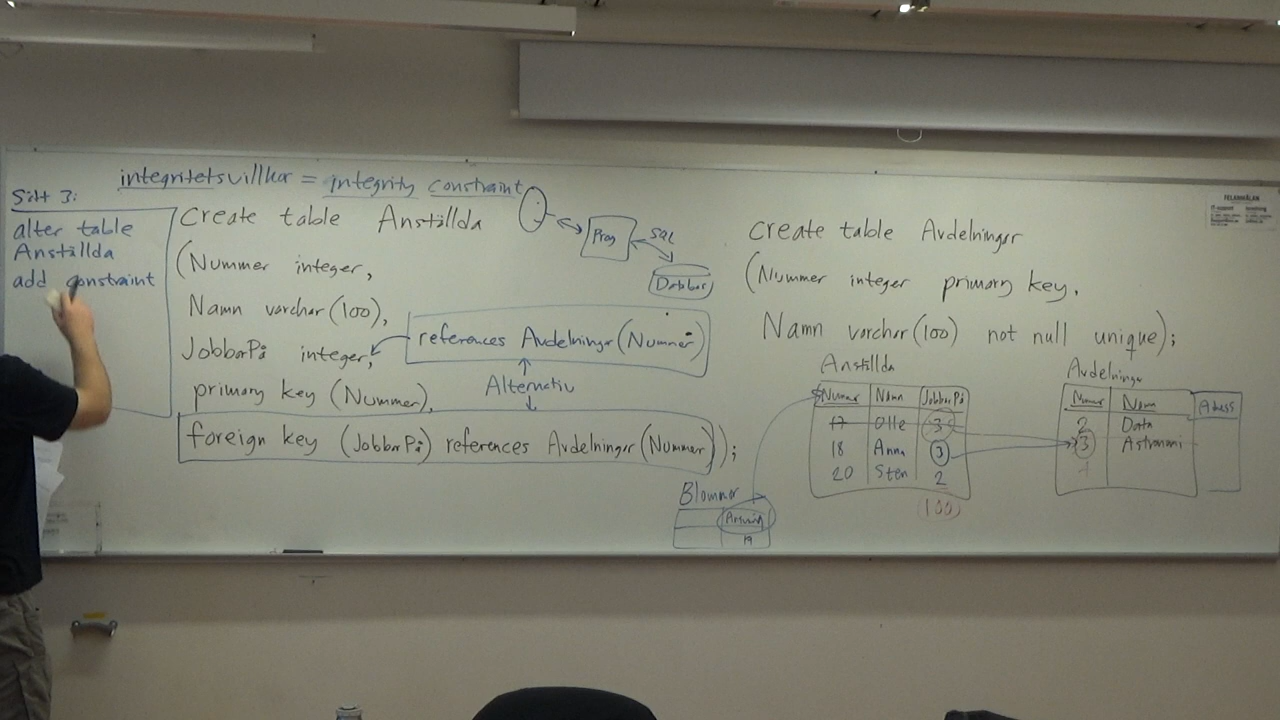 integritetsvillkor = integrity constraint
Sätt 3:
alter table
Anställda
add constraint
Create table Anställda
(Nummer integer,
Namn varchar(100),
JobbarPå integer,
primary key (Nummer),
foreign key (JobbarPå) references Avdelningar (Nummer));
references Avdelningar (Nummer)
Alternativ
Prog
SQL
Databas
Create table Avdelningar
(Nummer integer primary key,
Namn varchar(100) not null unique);
Anställda
Nummer Namn JobbarPå
17 Olle 3
18 Anna 3
20 Sten 2
100
Avdelningar
Nummer Namn Adress
2 Data
3 Astronomi
Blommor
FELANMÄLAN